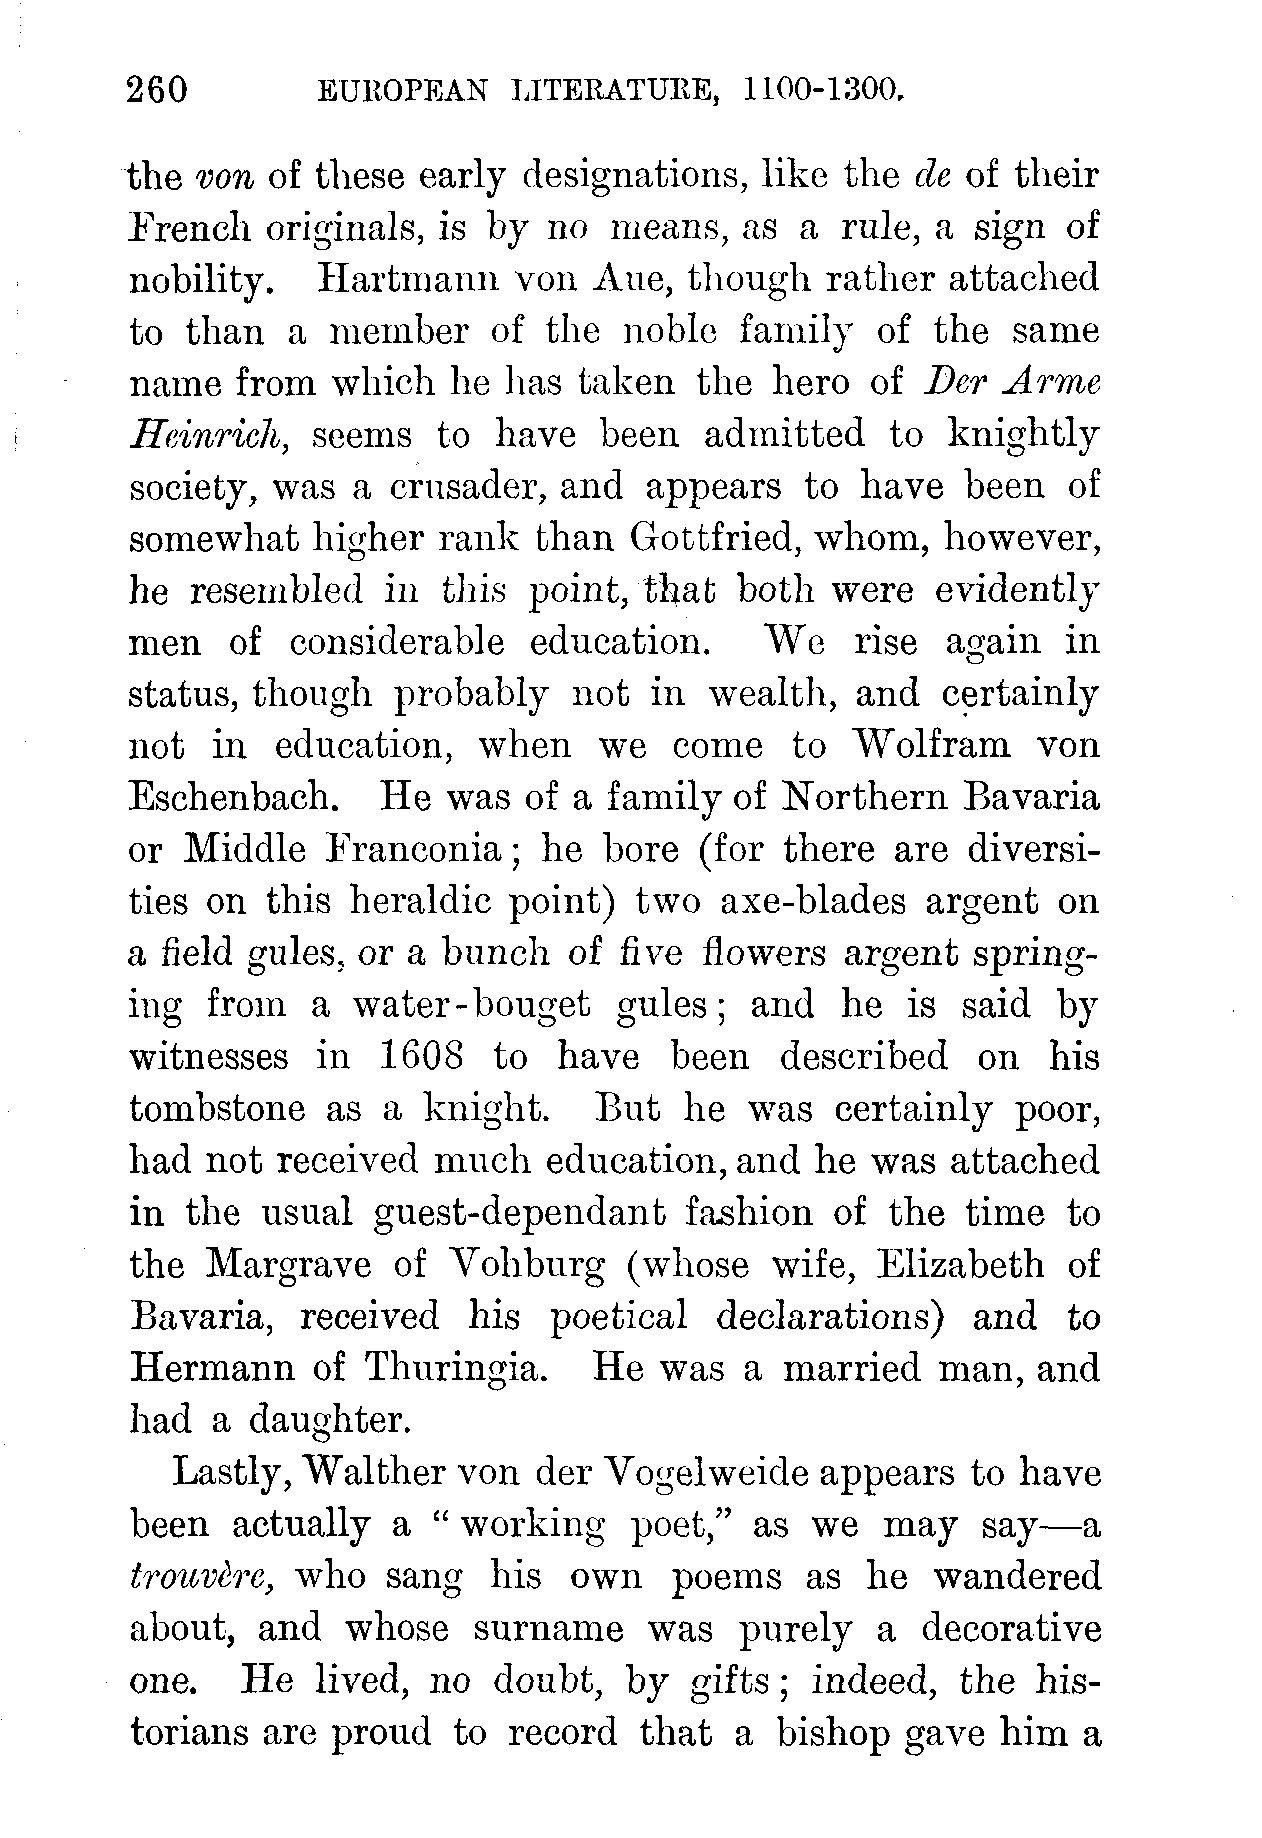 260 EUROPEAN LITERATURE, 1100-1300.
the von of these early designations, like the de of their
French originals, is by no means, as a rule, a sign of
nobility. Hartmann von Aue, though rather attached
to than a member of the noble family of the same
name from which he has taken the hero of Der Arme
Heinrich, seems to have been admitted to knightly
society, was a crusader, and appears to have been of
somewhat higher rank than Gottfried, whom, however,
he resembled in this point, that both were evidently
men of considerable education. We rise again in
status, though probably not in wealth, and certainly
not in education, when we come to Wolfram von
Eschenbach. He was of a family of Northern Bavaria
or Middle Franconia; he bore (for there are diversi-
ties on this heraldic point) two axe-blades argent on
a field gules, or a bunch of five flowers argent spring-
ing from a water-bouget gules; and he is said by
witnesses in 1608 to have been described on his
tombstone as a knight. But he was certainly poor,
had not received much education, and he was attached
in the usual guest-dependant fashion of the time to
the Margrave of Vohburg (whose wife, Elizabeth of
Bavaria, received his poetical declarations) and to
Hermann of Thuringia. He was a married man, and
had a daughter.
Lastly, Walther von der Vogelweide appears to have
been actually a “working poet,” as we may say—a
trouvère, who sang his own poems as he wandered
about, and whose surname was purely a decorative
one. He lived, no doubt, by gifts; indeed, the his-
torians are proud to record that a bishop gave him a